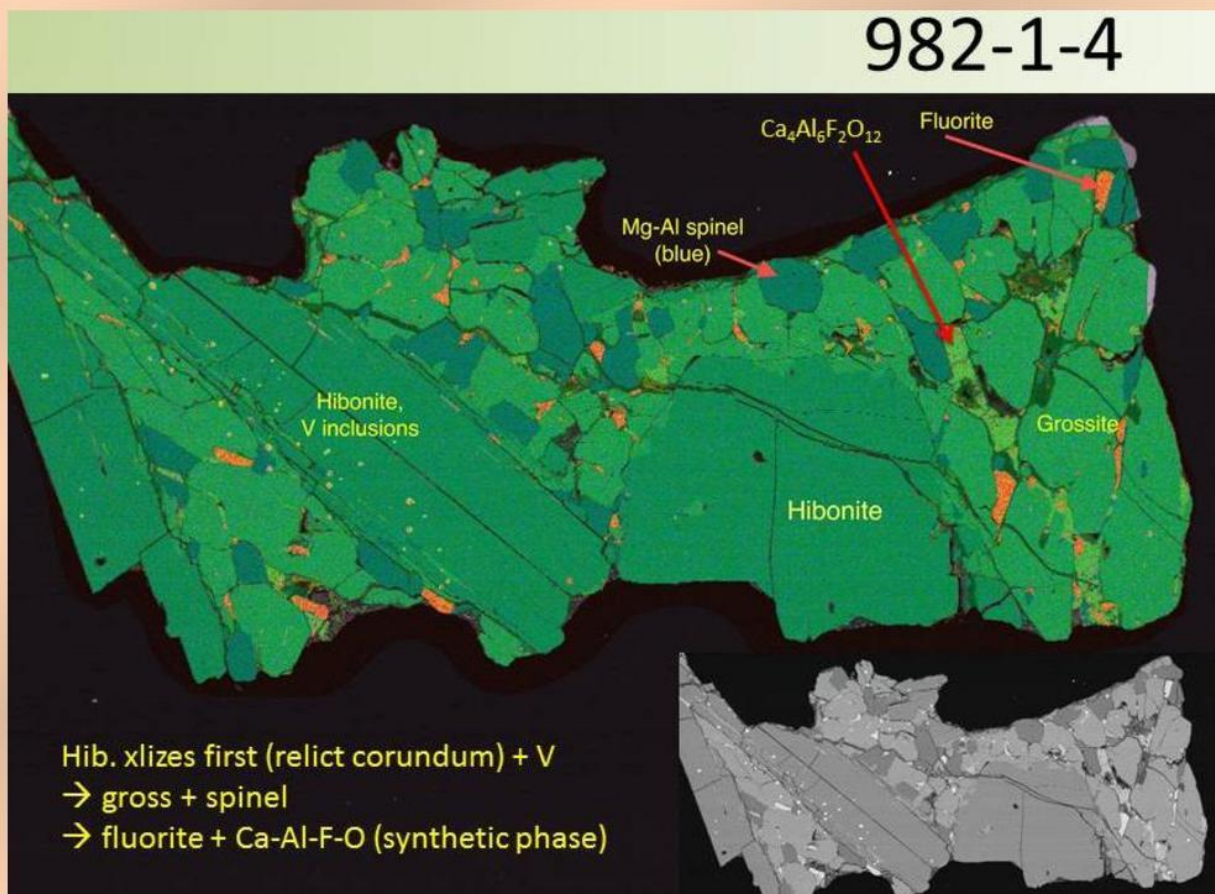 982-1-4
Ca₄Al₆F₂O₁₂
Fluorite
Mg-Al spinel
(blue)
Hibonite,
V inclusions
Grossite
Hibonite
Hib. xlizes first (relict corundum) + V
→ gross + spinel
→ fluorite + Ca-Al-F-O (synthetic phase)